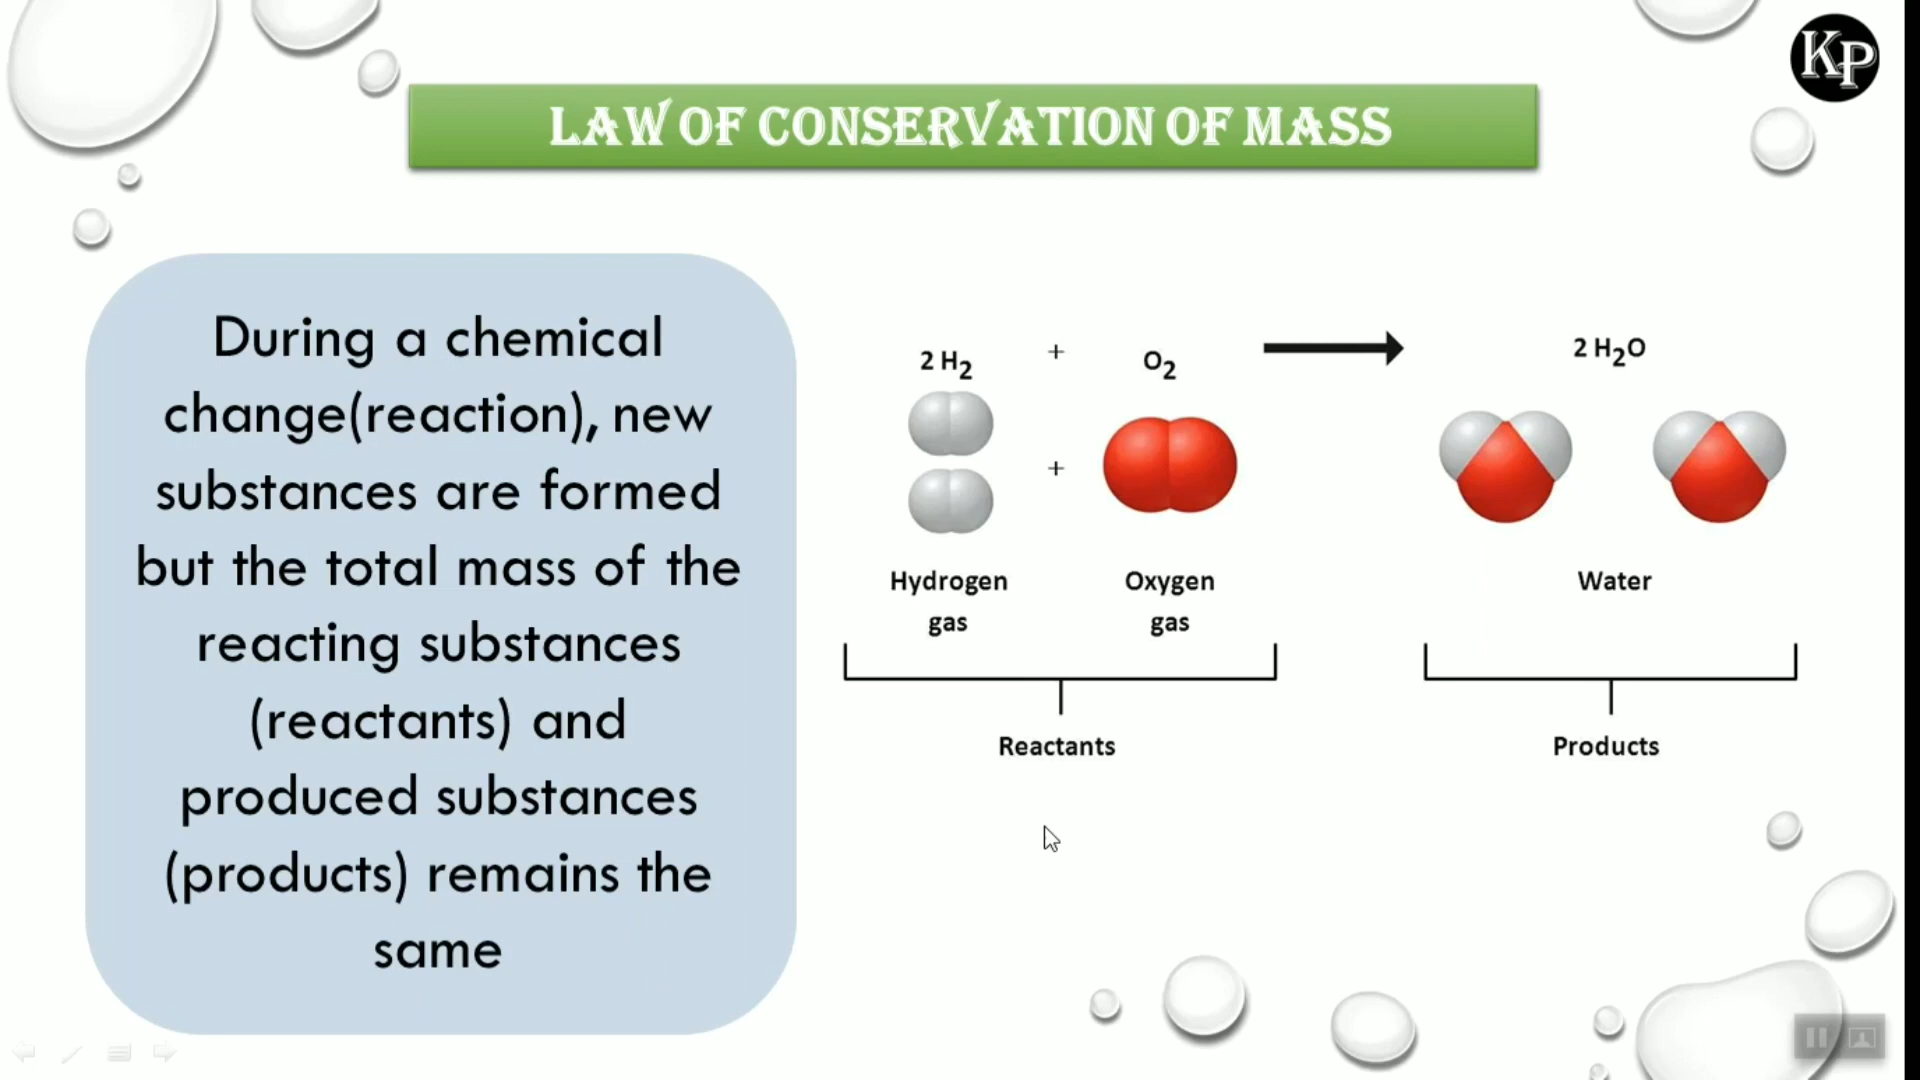 KP
LAW OF CONSERVATION OF MASS
During a chemical
change(reaction), new
substances are formed
but the total mass of the
reacting substances
(reactants) and
produced substances
(products) remains the
same
2 H₂ + O₂ → 2 H₂O
+
Hydrogen gas
Oxygen gas
Water
Reactants
Products